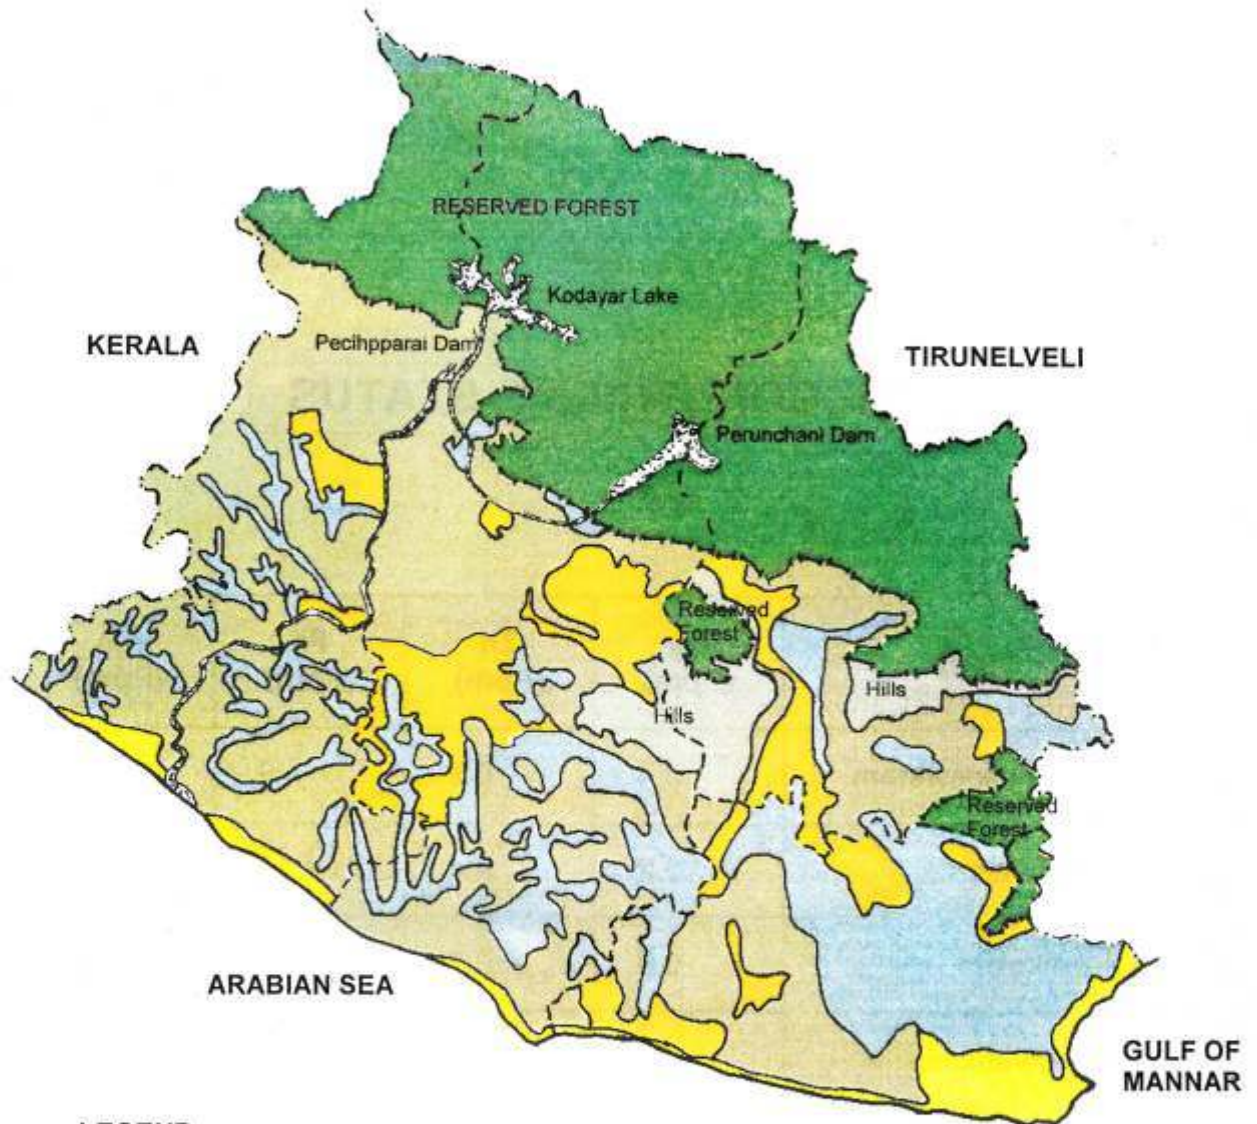 RESERVED FOREST
Kodayar Lake
KERALA
Pecihpparai Dam
TIRUNELVELI
Perunchani Dam
Reserved
Forest
Hills
Hills
Reserved
Forest
ARABIAN SEA
GULF OF
MANNAR